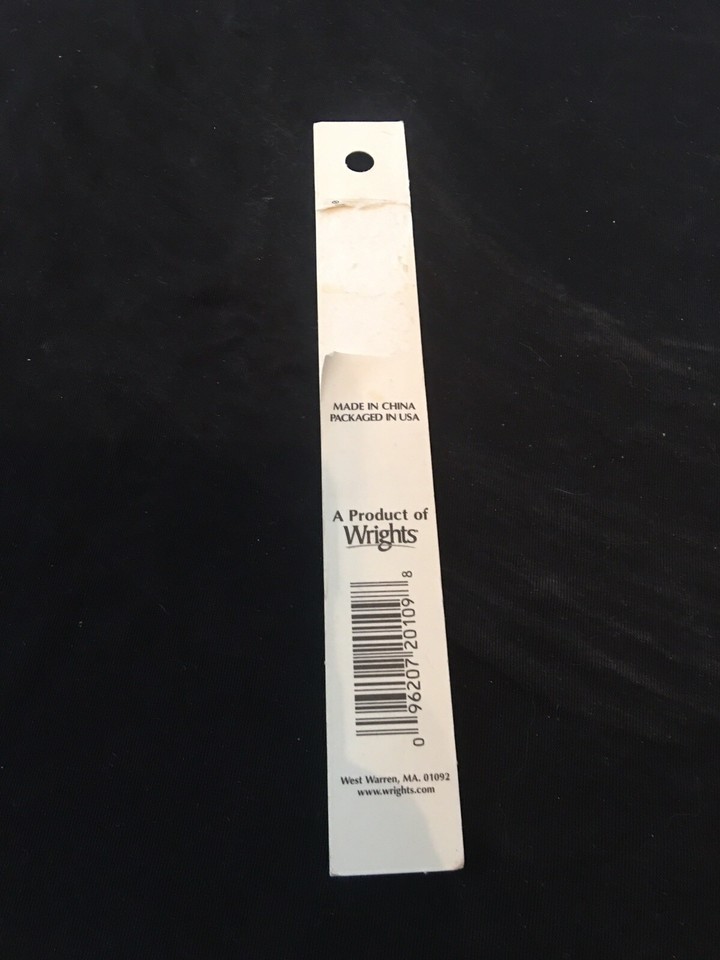 MADE IN CHINA
PACKAGED IN USA
A Product of
Wrights
0 96207 20109 8
West Warren, MA. 01092
www.wrights.com